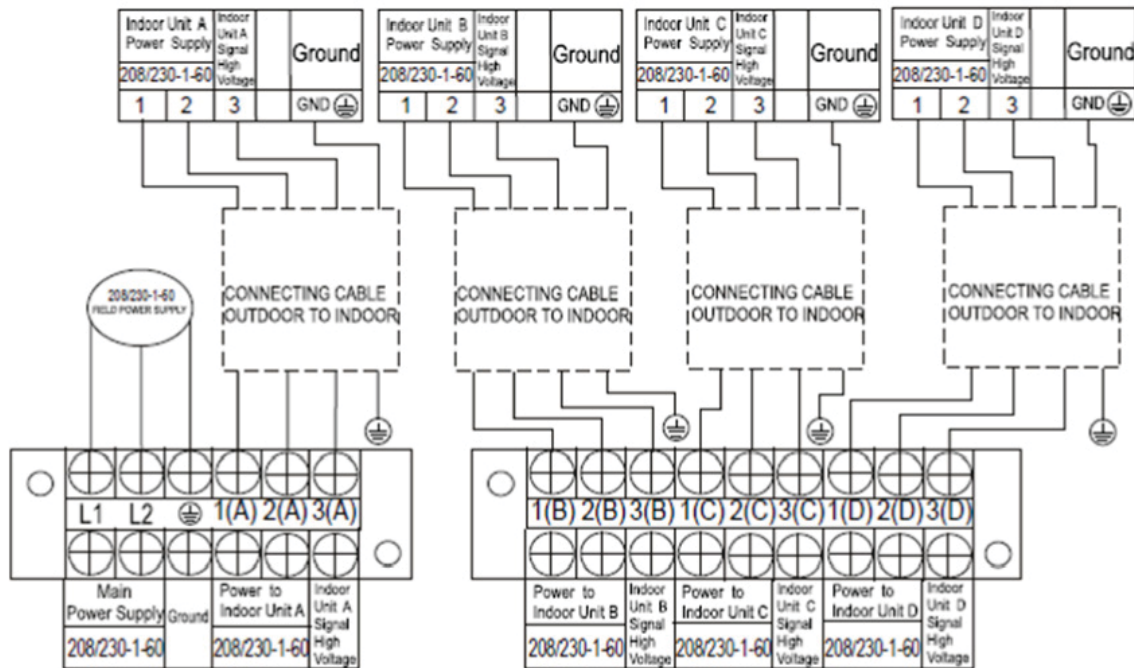 Indoor Unit A
Power Supply
208/230-1-60
Indoor
Unit A
Signal
High
Voltage
Ground
1 2 3 GND
Indoor Unit B
Power Supply
208/230-1-60
Indoor
Unit B
Signal
High
Voltage
Ground
1 2 3 GND
Indoor Unit C
Power Supply
208/230-1-60
Indoor
Unit C
Signal
High
Voltage
Ground
1 2 3 GND
Indoor Unit D
Power Supply
208/230-1-60
Indoor
Unit D
Signal
High
Voltage
Ground
1 2 3 GND
208/230-1-60
FIELD POWER SUPPLY
CONNECTING CABLE
OUTDOOR TO INDOOR
CONNECTING CABLE
OUTDOOR TO INDOOR
CONNECTING CABLE
OUTDOOR TO INDOOR
CONNECTING CABLE
OUTDOOR TO INDOOR
L1 L2 1(A) 2(A) 3(A)
Main
Power Supply
208/230-1-60
Ground
Power to
Indoor Unit A
208/230-1-60
Indoor
Unit A
Signal
High
Voltage
1(B) 2(B) 3(B) 1(C) 2(C) 3(C) 1(D) 2(D) 3(D)
Power to
Indoor Unit B
208/230-1-60
Indoor
Unit B
Signal
High
Voltage
Power to
Indoor Unit C
208/230-1-60
Indoor
Unit C
Signal
High
Voltage
Power to
Indoor Unit D
208/230-1-60
Indoor
Unit D
Signal
High
Voltage